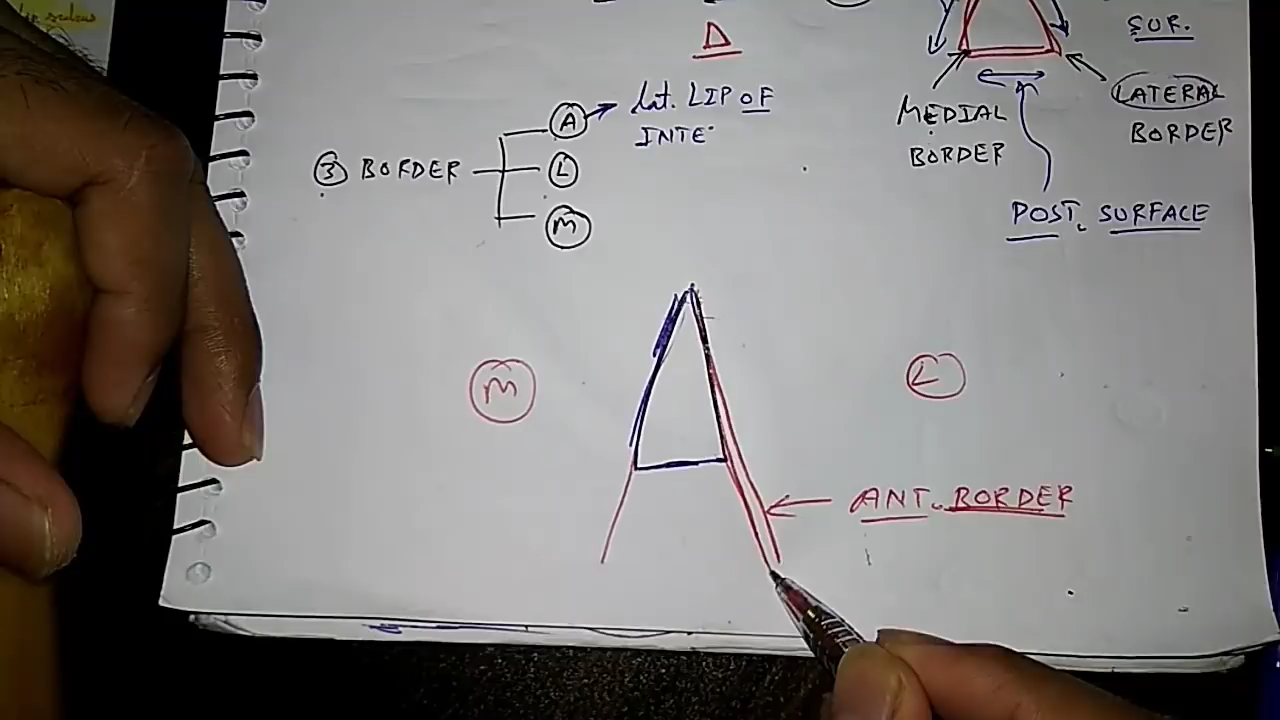 SUR.
Δ
lat. LIP OF
INTE
MEDIAL
BORDER
LATERAL
BORDER
③ BORDER
A
L
M
POST. SURFACE
M
L
ANT. BORDER